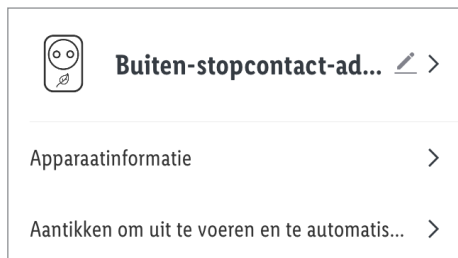 Buiten-stopcontact-ad...
Apparaatinformatie
Aantikken om uit te voeren en te automatis...